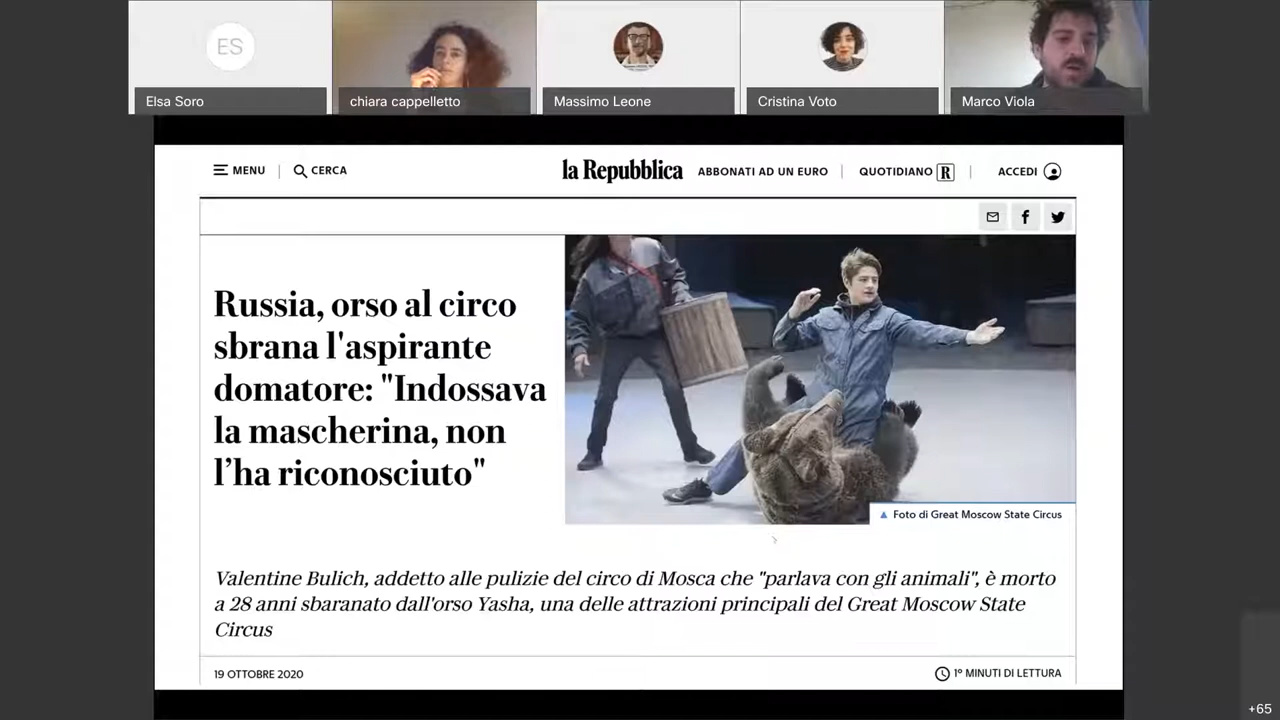 ES
Elsa Soro
chiara cappelletto
Massimo Leone
Cristina Voto
Marco Viola
MENU
CERCA
la Repubblica
ABBONATI AD UN EURO
QUOTIDIANO R
ACCEDI
Russia, orso al circo
sbrana l'aspirante
domatore: "Indossava
la mascherina, non
l’ha riconosciuto"
Foto di Great Moscow State Circus
Valentine Bulich, addetto alle pulizie del circo di Mosca che "parlava con gli animali", è morto
a 28 anni sbaranato dall'orso Yasha, una delle attrazioni principali del Great Moscow State
Circus
19 OTTOBRE 2020
1º MINUTI DI LETTURA
+65